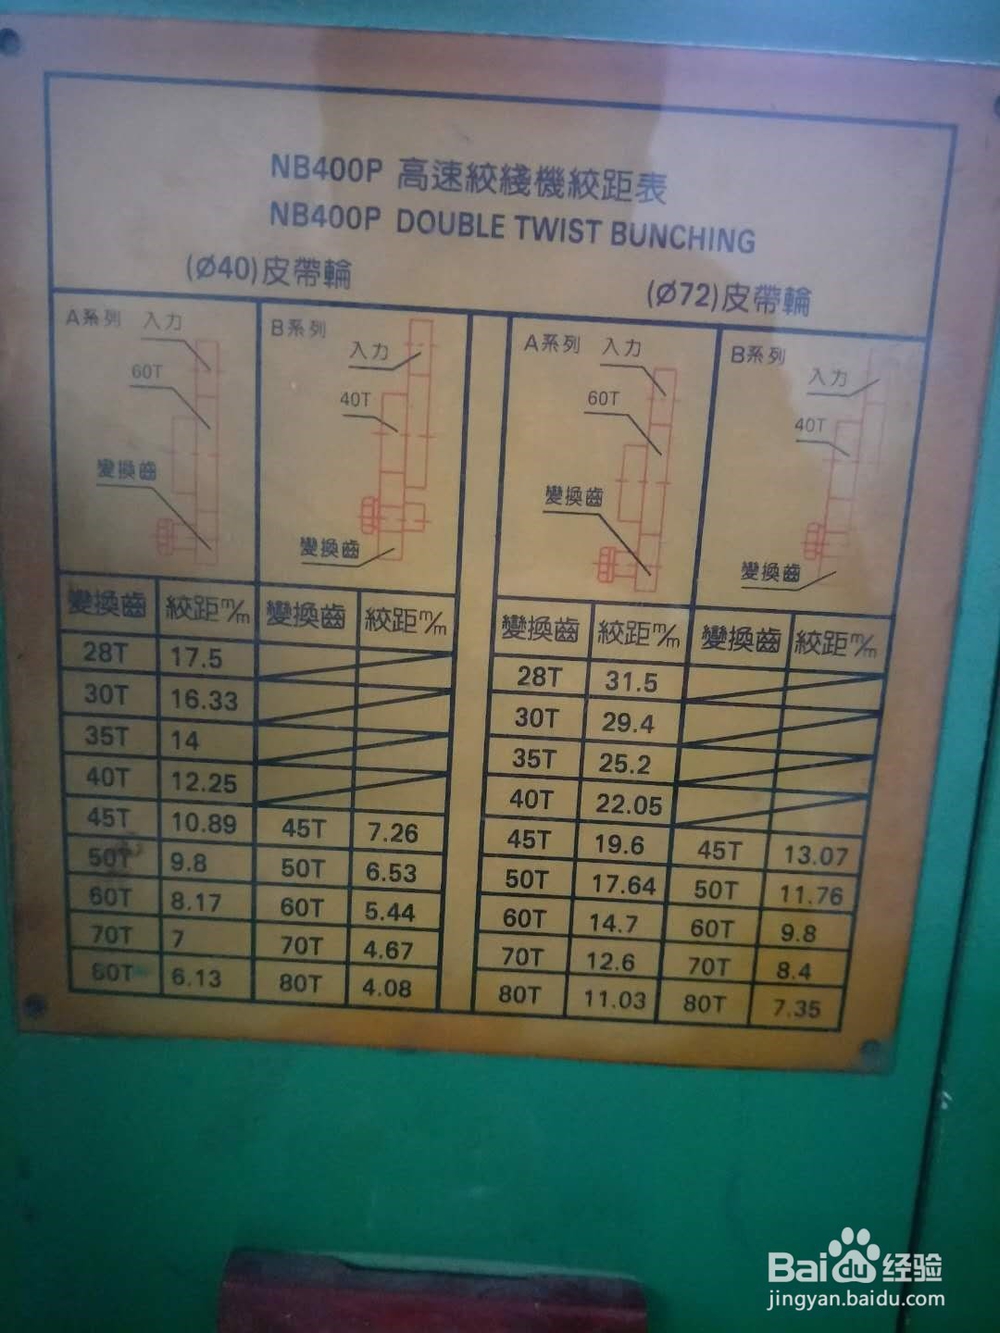 NB400P 高速絞綫機絞距表
NB400P DOUBLE TWIST BUNCHING
(Ø40)皮帶輪
(Ø72)皮帶輪
A系列 入力
60T
變換齒
B系列
入力
40T
變換齒
A系列 入力
60T
變換齒
B系列
入力
40T
變換齒
變換齒 絞距m/m 變換齒 絞距m/m 變換齒 絞距m/m 變換齒 絞距m/m
28T 17.5 28T 31.5
30T 16.33 30T 29.4
35T 14 35T 25.2
40T 12.25 40T 22.05
45T 10.89 45T 7.26 45T 19.6 45T 13.07
50T 9.8 50T 6.53 50T 17.64 50T 11.76
60T 8.17 60T 5.44 60T 14.7 60T 9.8
70T 7 70T 4.67 70T 12.6 70T 8.4
80T 6.13 80T 4.08 80T 11.03 80T 7.35
Baidu经验
jingyan.baidu.com